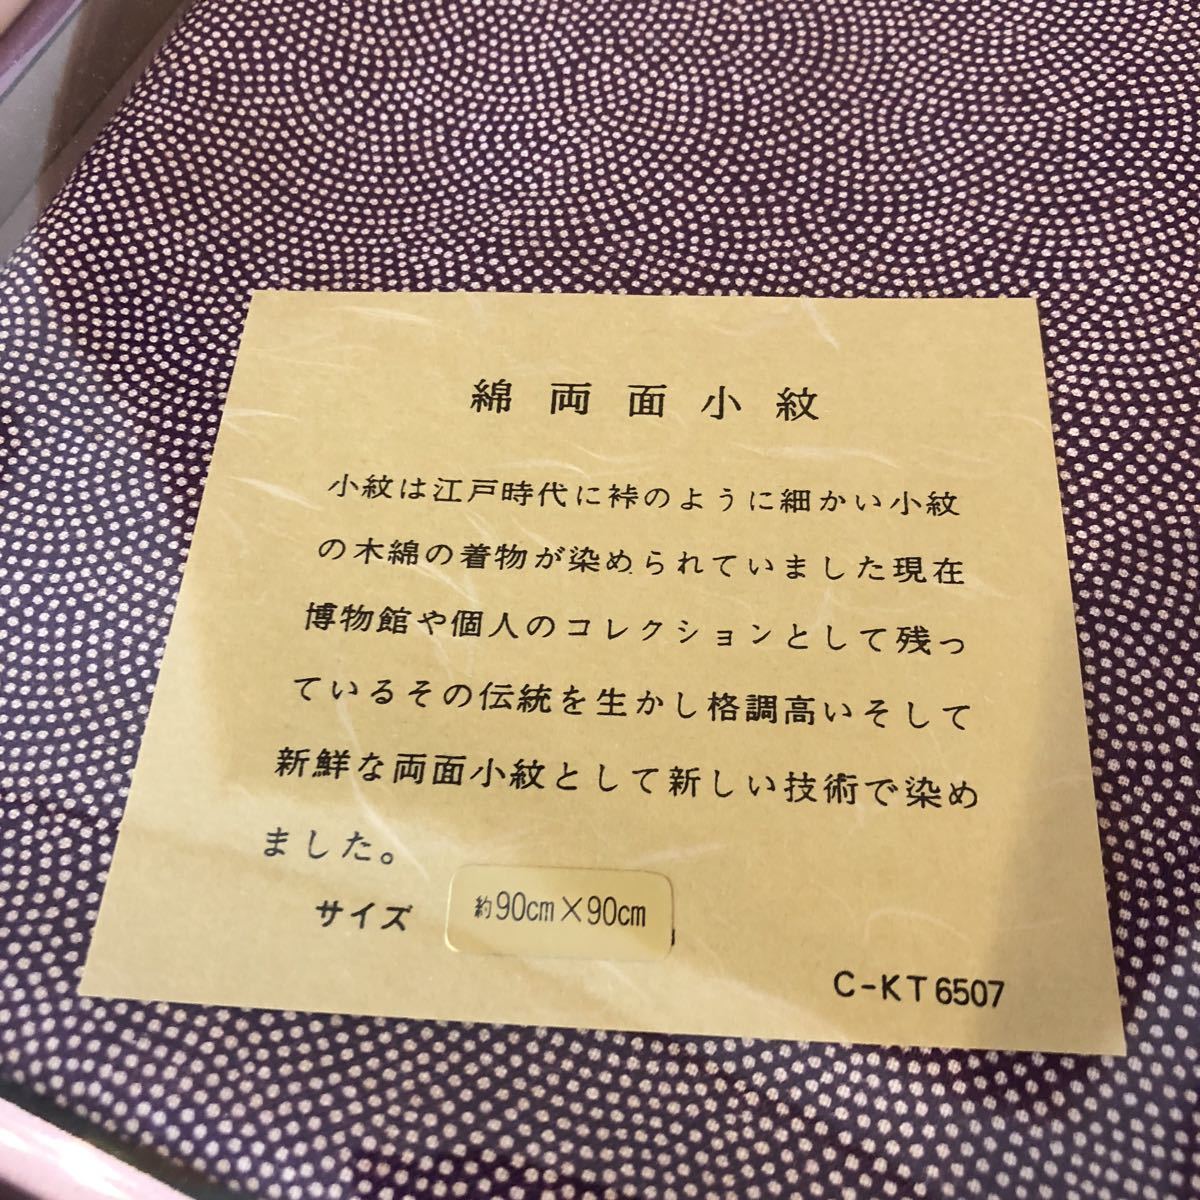 綿両面小紋
小紋は江戸時代に裃のように細かい小紋
の木綿の着物が染められていました現在
博物館や個人のコレクションとして残っ
ているその伝統を生かし格調高いそして
新鮮な両面小紋として新しい技術で染め
ました。
サイズ 約90cm×90cm
C-KT6507